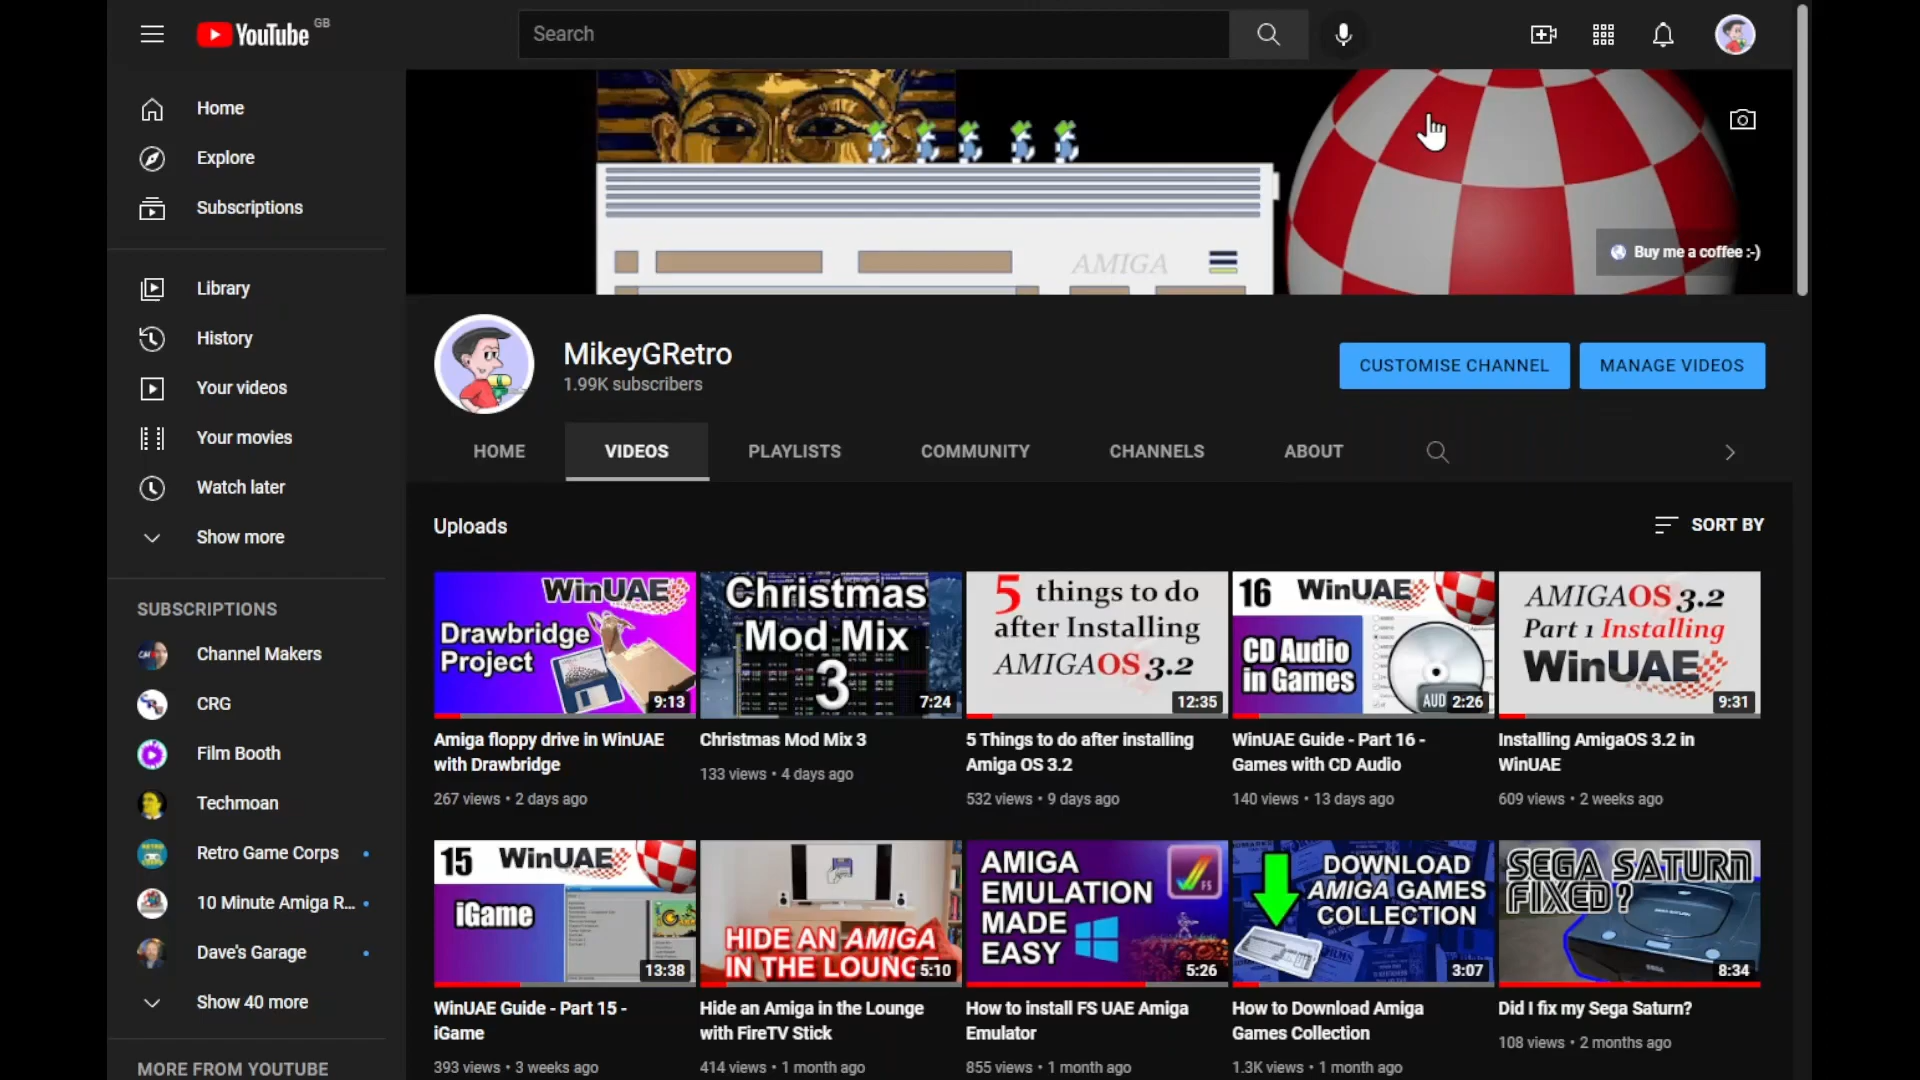 YouTube GB
Search
Home
Explore
Subscriptions
Library
History
Your videos
Your movies
Watch later
Show more
SUBSCRIPTIONS
Channel Makers
CRG
Film Booth
Techmoan
Retro Game Corps
10 Minute Amiga R...
Dave's Garage
Show 40 more
MORE FROM YOUTUBE
AMIGA
Buy me a coffee :-)
MikeyGRetro
1.99K subscribers
CUSTOMISE CHANNEL
MANAGE VIDEOS
HOME
VIDEOS
PLAYLISTS
COMMUNITY
CHANNELS
ABOUT
Uploads
SORT BY
WinUAE
Drawbridge
Project
9:13
Amiga floppy drive in WinUAE
with Drawbridge
267 views • 2 days ago
Christmas
Mod Mix
3
7:24
Christmas Mod Mix 3
133 views • 4 days ago
5 things to do
after Installing
AMIGAOS 3.2
12:35
5 Things to do after installing
Amiga OS 3.2
532 views • 9 days ago
16 WinUAE
CD Audio
in Games
AUD
2:26
WinUAE Guide - Part 16 -
Games with CD Audio
140 views • 13 days ago
AMIGAOS 3.2
Part 1 Installing
WinUAE
9:31
Installing AmigaOS 3.2 in
WinUAE
609 views • 2 weeks ago
15 WinUAE
iGame
13:38
WinUAE Guide - Part 15 -
iGame
393 views • 3 weeks ago
HIDE AN AMIGA
IN THE LOUNGE
5:10
Hide an Amiga in the Lounge
with FireTV Stick
414 views • 1 month ago
AMIGA
EMULATION
MADE
EASY
FS
5:26
How to install FS UAE Amiga
Emulator
855 views • 1 month ago
DOWNLOAD
AMIGA GAMES
COLLECTION
3:07
How to Download Amiga
Games Collection
1.3K views • 1 month ago
SEGA SATURN
FIXED?
SEGA
8:34
Did I fix my Sega Saturn?
108 views • 2 months ago